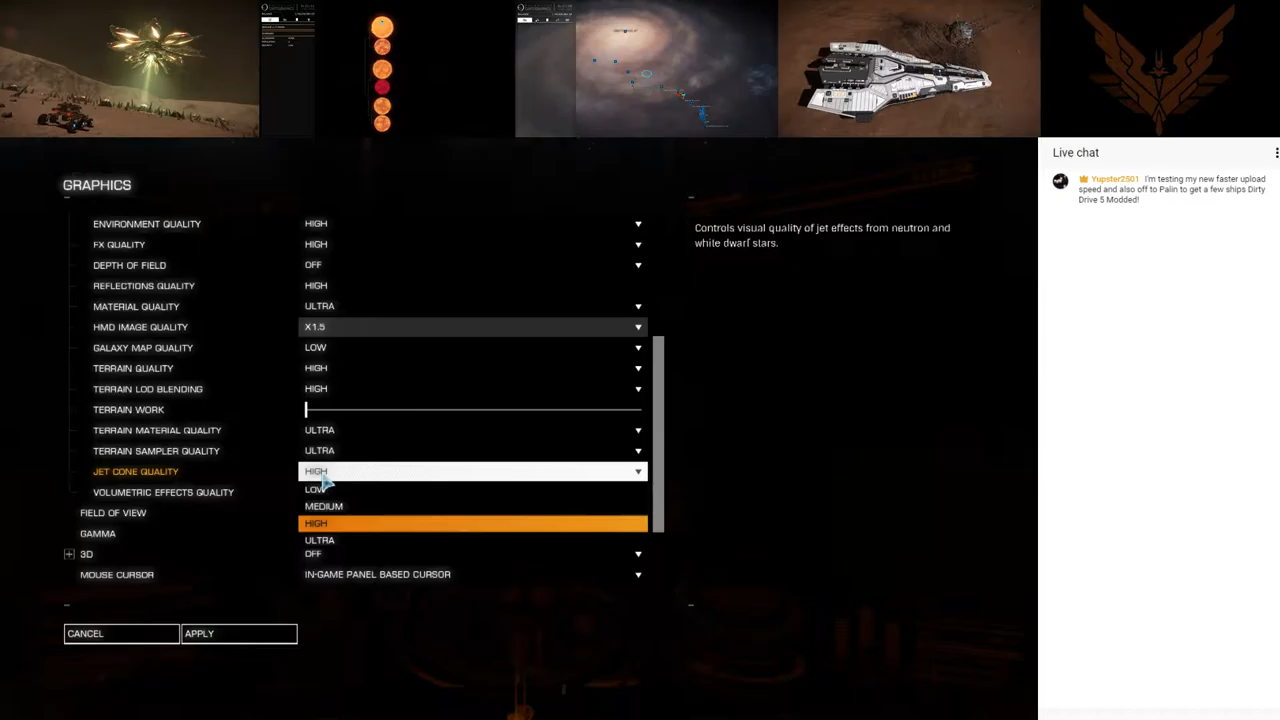 GRAPHICS
ENVIRONMENT QUALITY HIGH
FX QUALITY HIGH
DEPTH OF FIELD OFF
REFLECTIONS QUALITY HIGH
MATERIAL QUALITY ULTRA
HMD IMAGE QUALITY X1.5
GALAXY MAP QUALITY LOW
TERRAIN QUALITY HIGH
TERRAIN LOD BLENDING HIGH
TERRAIN WORK
TERRAIN MATERIAL QUALITY ULTRA
TERRAIN SAMPLER QUALITY ULTRA
JET CONE QUALITY HIGH
LOW
VOLUMETRIC EFFECTS QUALITY
MEDIUM
FIELD OF VIEW
HIGH
GAMMA
ULTRA
3D OFF
MOUSE CURSOR IN-GAME PANEL BASED CURSOR
CANCEL APPLY
Controls visual quality of jet effects from neutron and
white dwarf stars.
Live chat
Yupster2501 I'm testing my new faster upload
speed and also off to Palin to get a few ships Dirty
Drive 5 Modded!